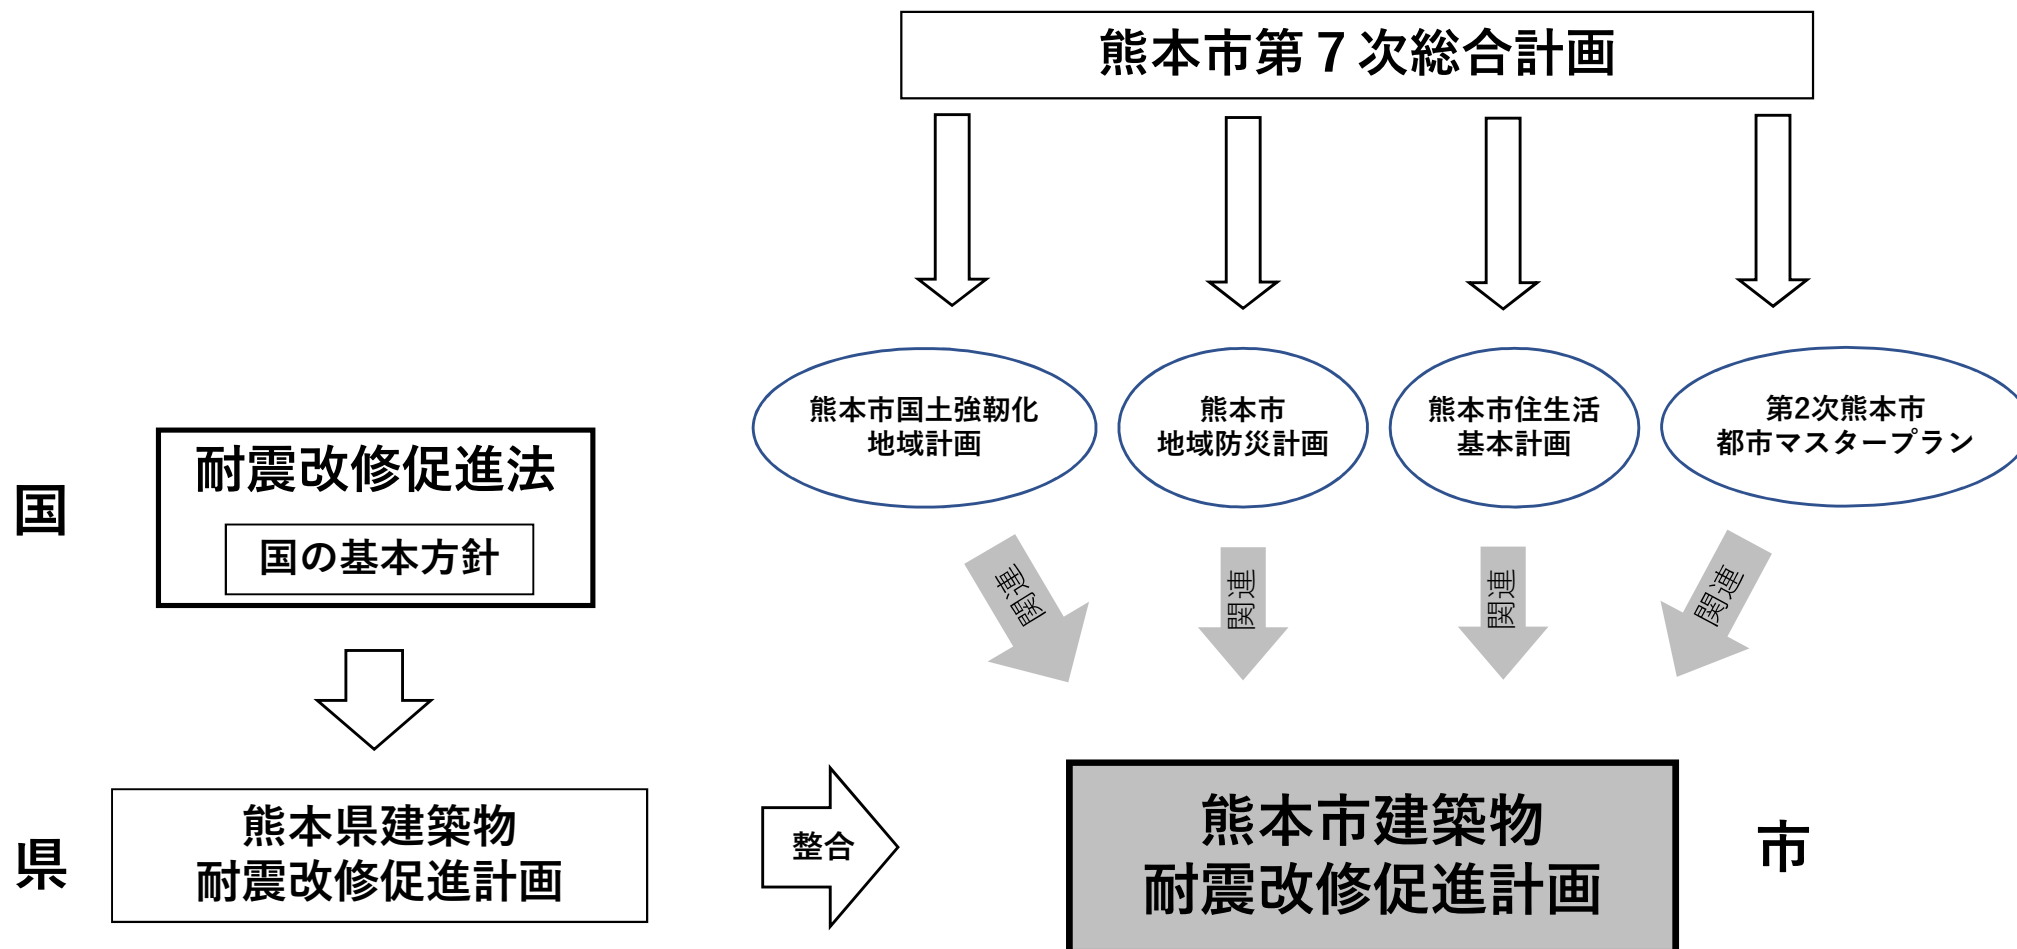 熊本市第７次総合計画
熊本市国土強靭化
地域計画
熊本市
地域防災計画
熊本市住生活
基本計画
第2次熊本市
都市マスタープラン
国
耐震改修促進法
国の基本方針
関連
関連
関連
関連
県
熊本県建築物
耐震改修促進計画
整合
熊本市建築物
耐震改修促進計画
市